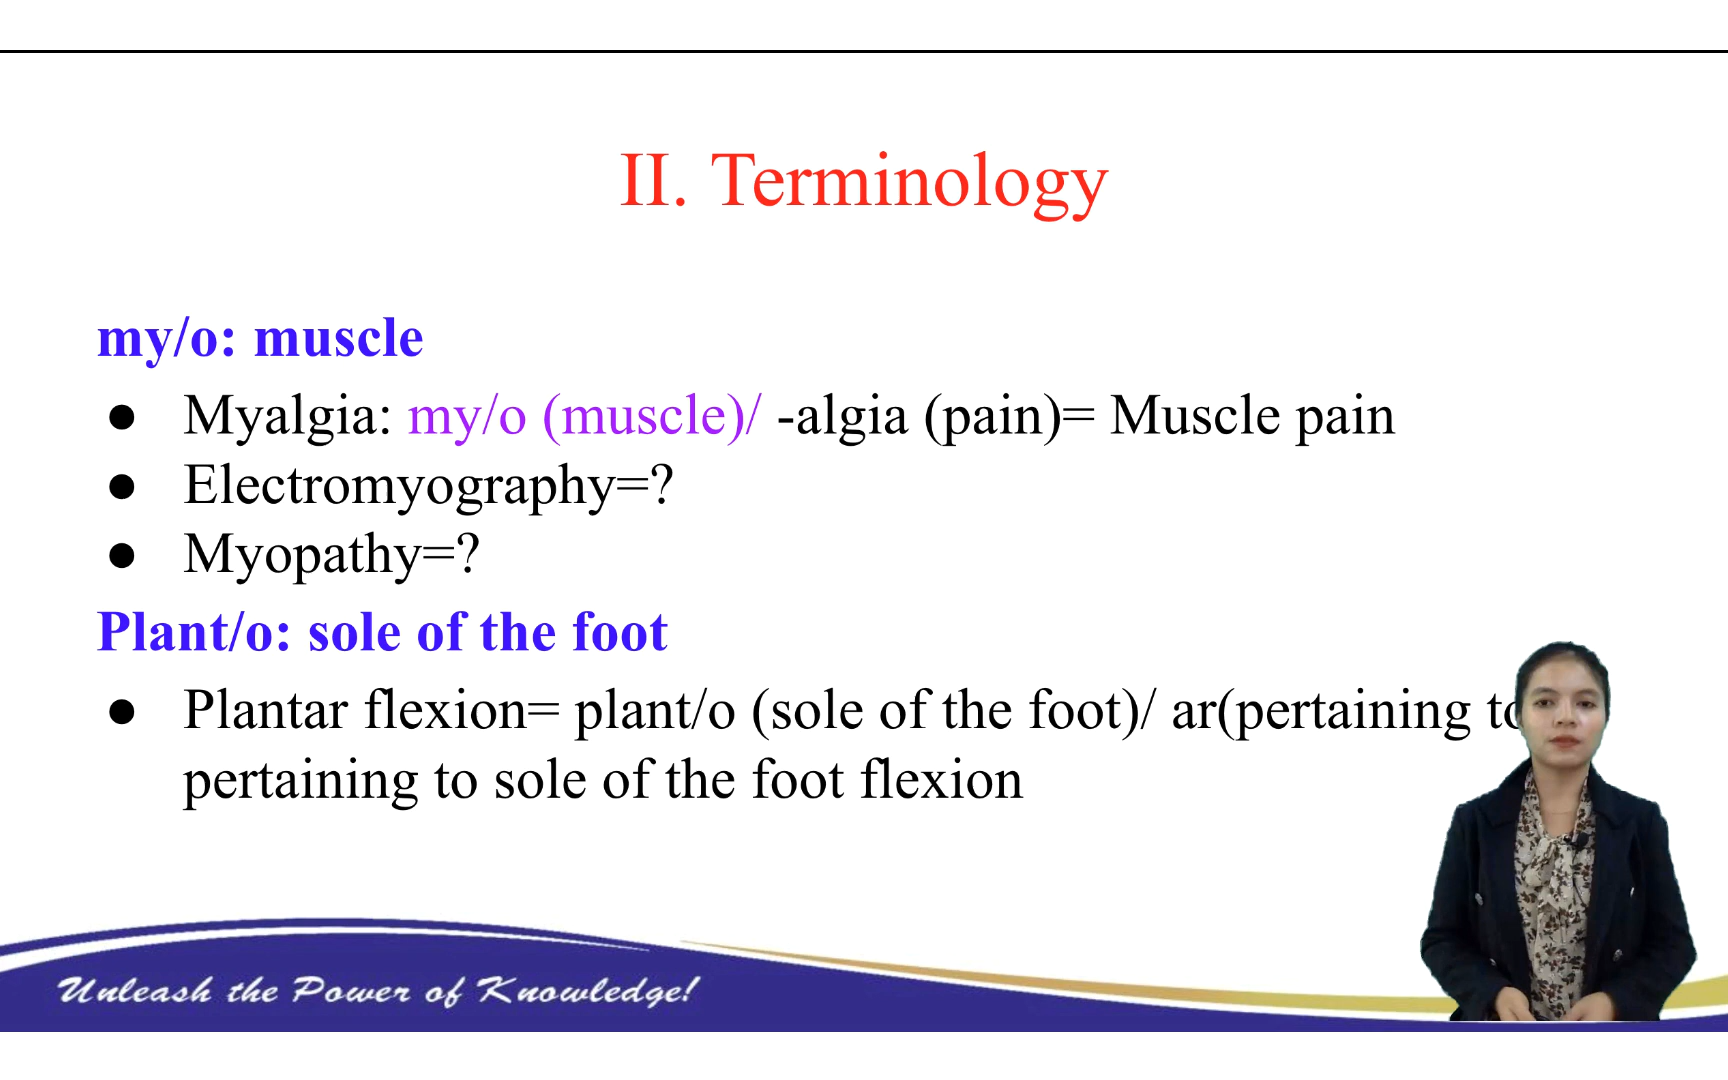 II. Terminology
my/o: muscle
● Myalgia: my/o (muscle)/ -algia (pain)= Muscle pain
● Electromyography=?
● Myopathy=?
Plant/o: sole of the foot
● Plantar flexion= plant/o (sole of the foot)/ ar(pertaining to
pertaining to sole of the foot flexion
Unleash the Power of Knowledge!